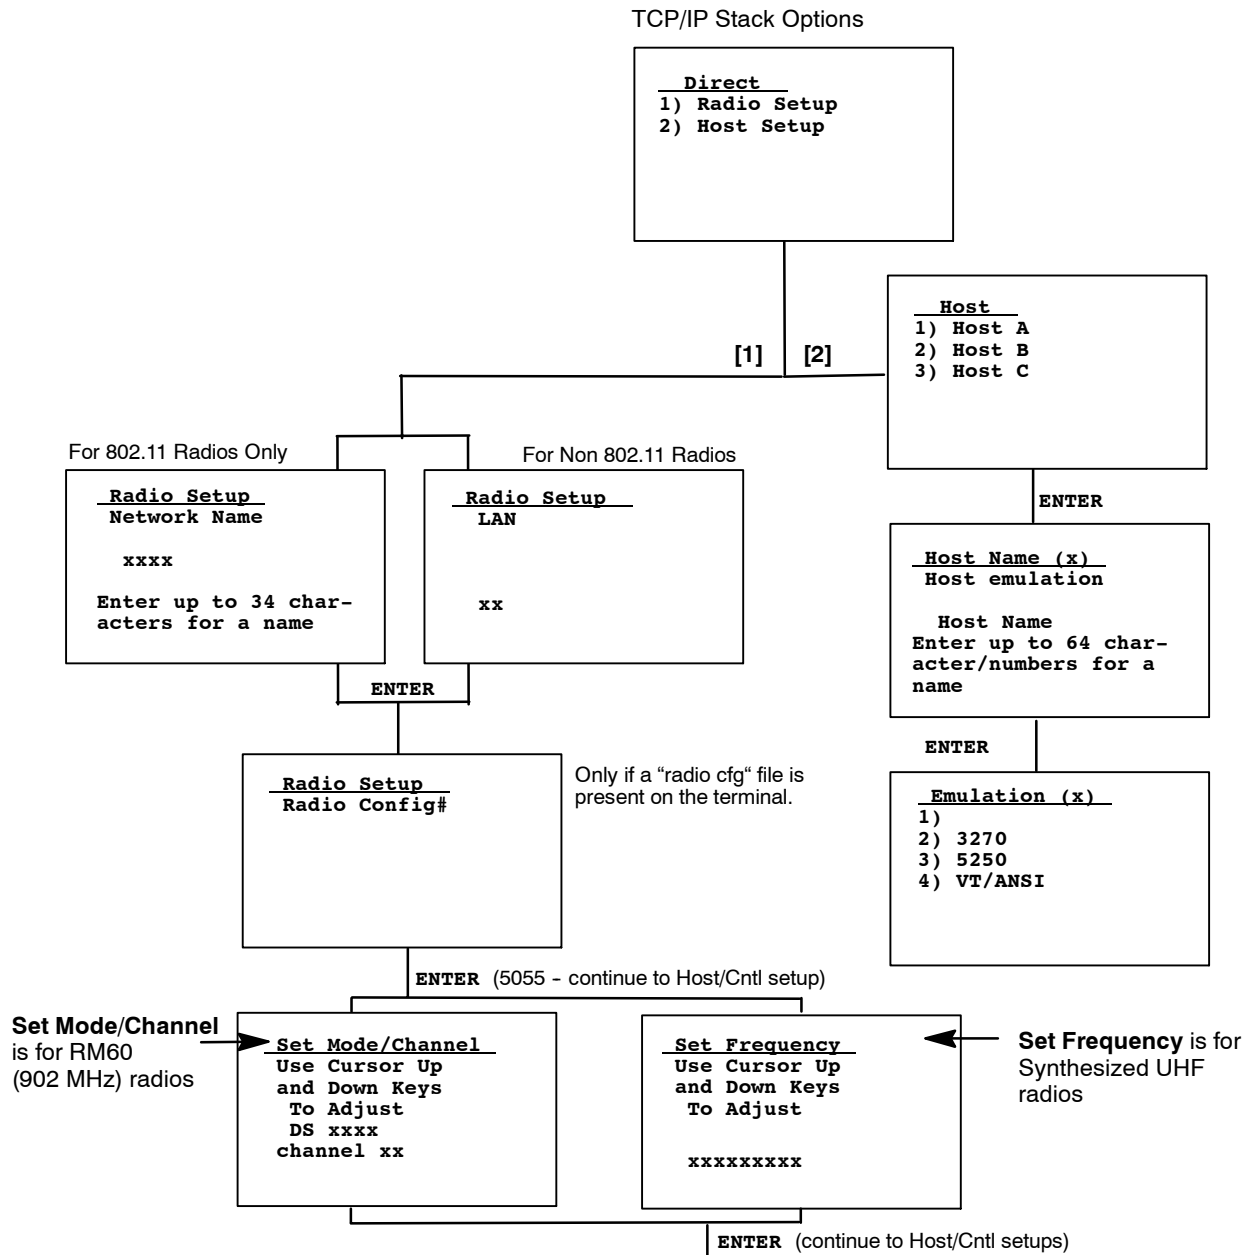 TCP/IP Stack Options
Direct
1) Radio Setup
2) Host Setup
[1] [2]
Host
1) Host A
2) Host B
3) Host C
ENTER
For 802.11 Radios Only
Radio Setup
Network Name
xxxx
Enter up to 34 char-
acters for a name
For Non 802.11 Radios
Radio Setup
LAN
xx
ENTER
Host Name (x)
Host emulation
Host Name
Enter up to 64 char-
acter/numbers for a
name
ENTER
Radio Setup
Radio Config#
Only if a “radio cfg“ file is
present on the terminal.
Emulation (x)
1)
2) 3270
3) 5250
4) VT/ANSI
ENTER (5055 - continue to Host/Cntl setup)
Set Mode/Channel
is for RM60
(902 MHz) radios
Set Mode/Channel
Use Cursor Up
and Down Keys
To Adjust
DS xxxx
channel xx
Set Frequency
Use Cursor Up
and Down Keys
To Adjust
xxxxxxxxx
Set Frequency is for
Synthesized UHF
radios
ENTER (continue to Host/Cntl setups)